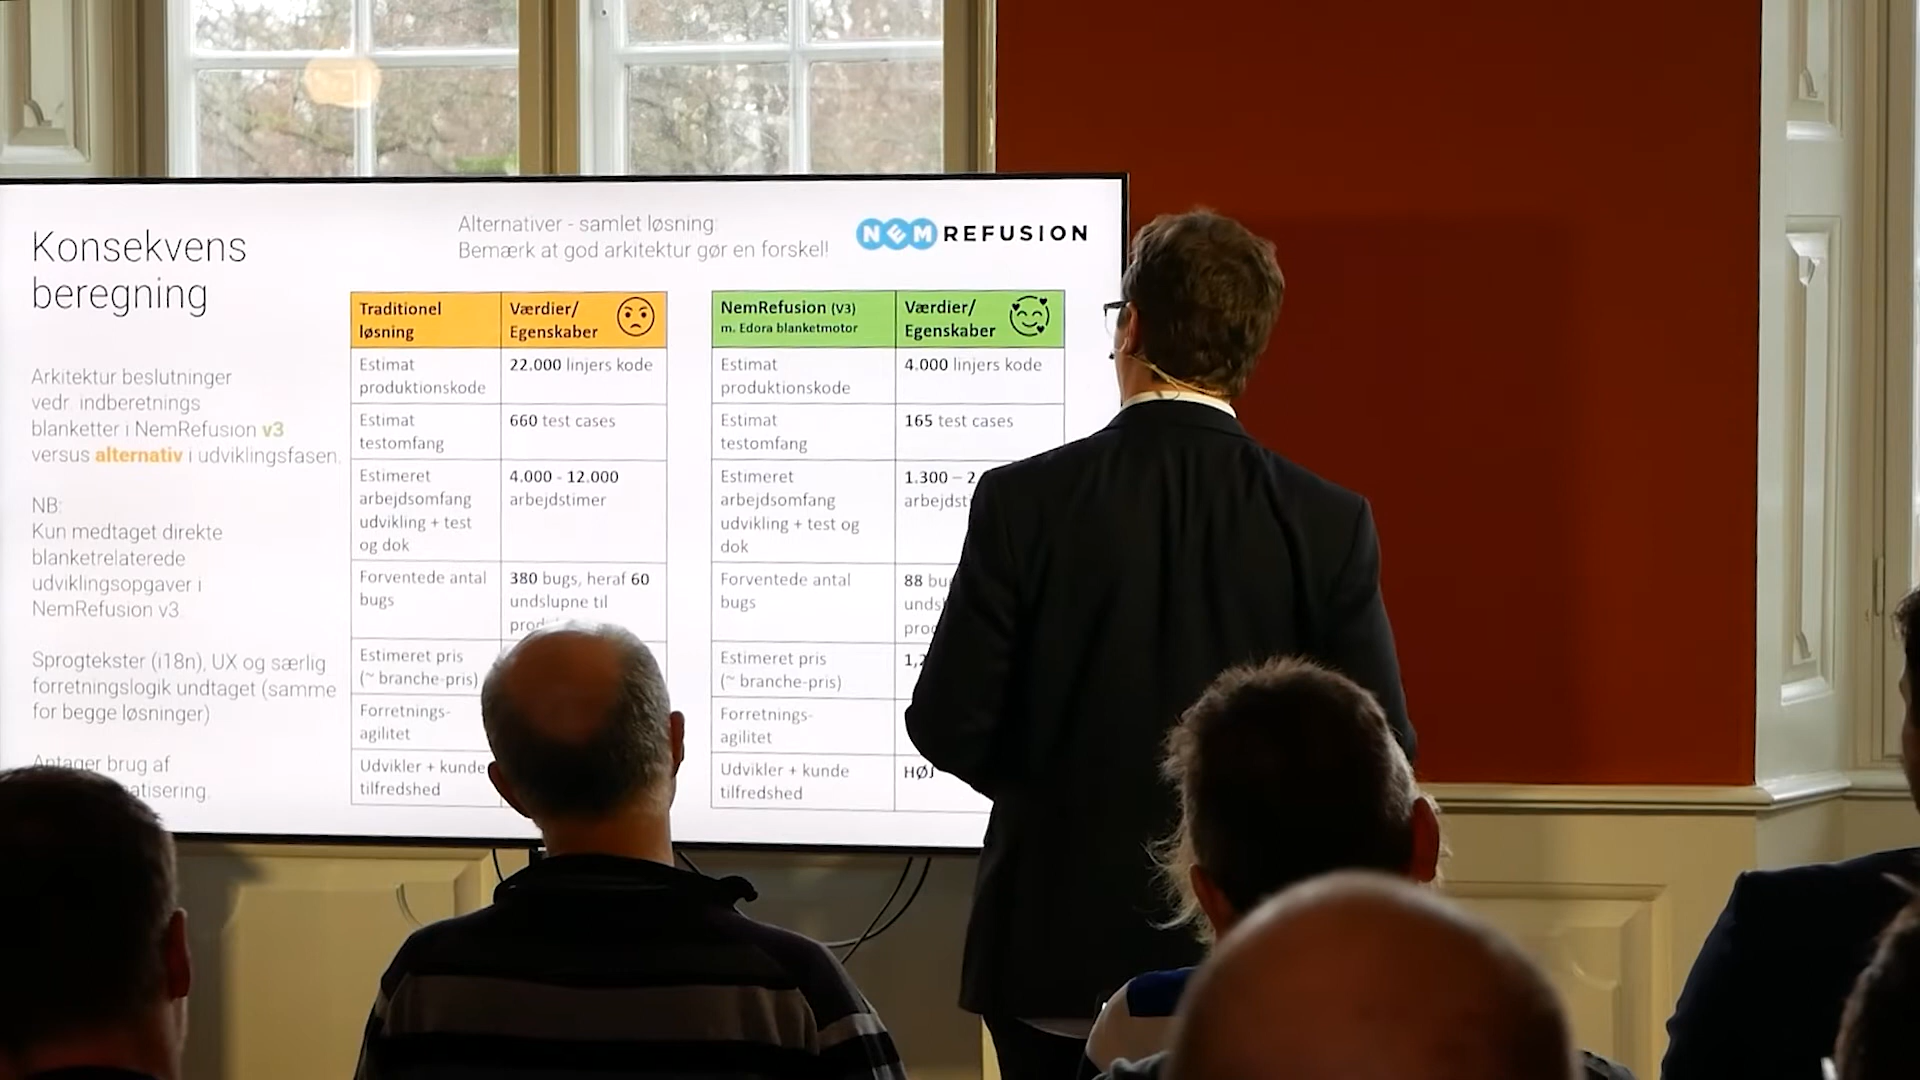 Konsekvens
beregning
Alternativer - samlet løsning:
Bemærk at god arkitektur gør en forskel!
NEM REFUSION
Arkitektur beslutninger
vedr. indberetnings
blanketter i NemRefusion v3
versus alternativ i udviklingsfasen.
NB:
Kun medtaget direkte
blanketrelaterede
udviklingsopgaver i
NemRefusion v3
Sprogtekster (i18n), UX og særlig
forretningslogik undtaget (samme
for begge løsninger)
Antager brug af
Traditionel
løsning
Værdier/
Egenskaber
Estimat
produktionskode
22.000 linjers kode
Estimat
testomfang
660 test cases
Estimeret
arbejdsomfang
udvikling + test
og dok
4.000 - 12.000
arbejdstimer
Forventede antal
bugs
380 bugs, heraf 60
undslupne til
Estimeret pris
(~ branche-pris)
Forretnings-
agilitet
Udvikler + kunde
tilfredshed
NemRefusion (V3)
m. Edora blanketmotor
Værdier/
Egenskaber
Estimat
produktionskode
4.000 linjers kode
Estimat
testomfang
165 test cases
Estimeret
arbejdsomfang
udvikling + test og
dok
1.300 –
Forventede antal
bugs
88
Estimeret pris
(~ branche-pris)
Forretnings-
agilitet
Udvikler + kunde
tilfredshed